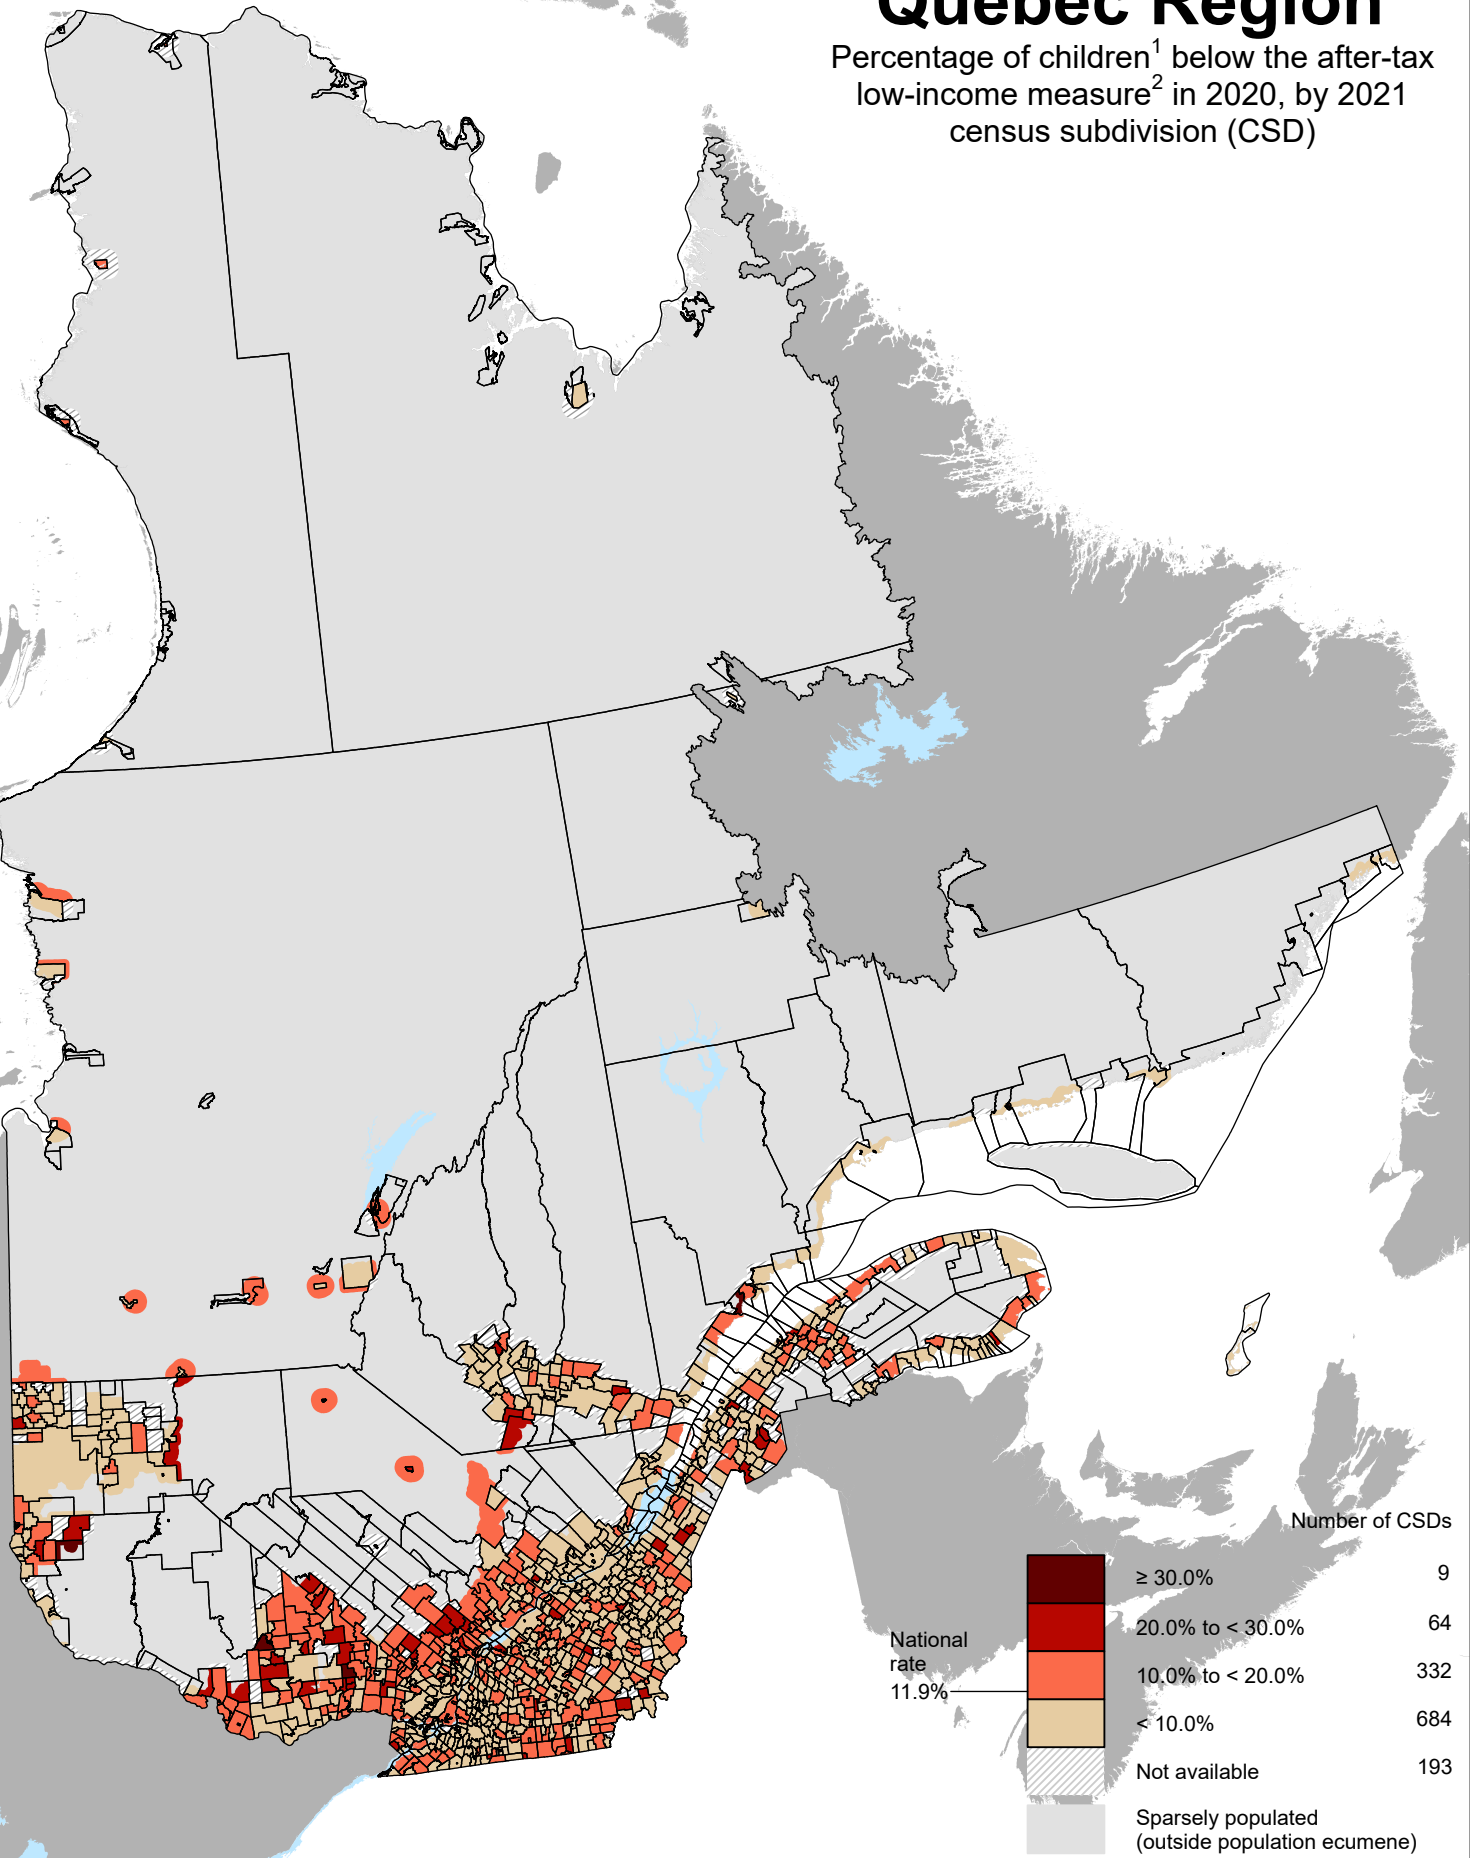 Quebec Region
Percentage of children1 below the after-tax
low-income measure2 in 2020, by 2021
census subdivision (CSD)
Number of CSDs
≥ 30.0% 9
20.0% to < 30.0% 64
National
rate
11.9%
10.0% to < 20.0% 332
< 10.0% 684
Not available 193
Sparsely populated
(outside population ecumene)